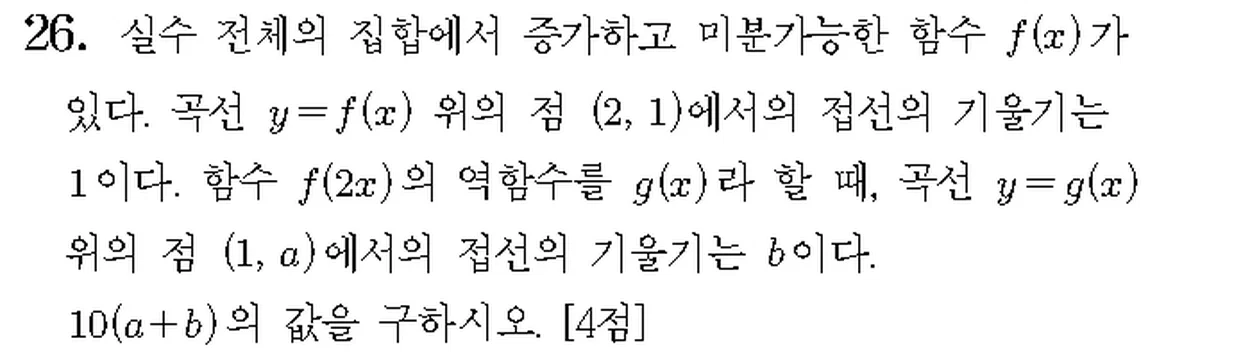 26. 실수 전체의 집합에서 증가하고 미분가능한 함수 f(x)가
있다. 곡선 y=f(x) 위의 점 (2, 1)에서의 접선의 기울기는
1이다. 함수 f(2x)의 역함수를 g(x)라 할 때, 곡선 y=g(x)
위의 점 (1, a)에서의 접선의 기울기는 b이다.
10(a+b)의 값을 구하시오. [4점]